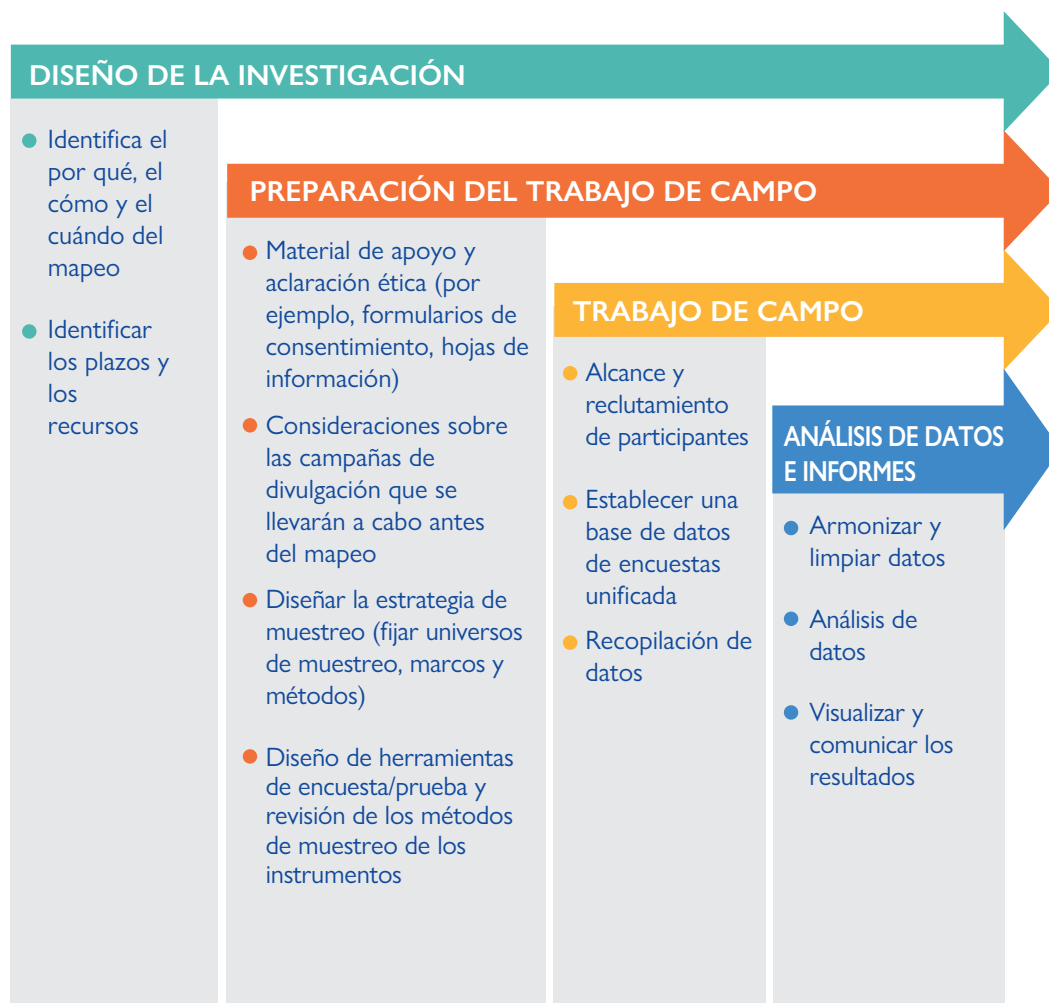 DISEÑO DE LA INVESTIGACIÓN
Identifica el
por qué, el
cómo y el
cuándo del
mapeo
Identificar
los plazos y
los
recursos
PREPARACIÓN DEL TRABAJO DE CAMPO
Material de apoyo y
aclaración ética (por
ejemplo, formularios de
consentimiento, hojas de
información)
Consideraciones sobre
las campañas de
divulgación que se
llevarán a cabo antes
del mapeo
Diseñar la estrategia de
muestreo (fijar universos
de muestreo, marcos y
métodos)
Diseño de herramientas
de encuesta/prueba y
revisión de los métodos
de muestreo de los
instrumentos
TRABAJO DE CAMPO
Alcance y
reclutamiento
de participantes
Establecer una
base de datos
de encuestas
unificada
Recopilación de
datos
ANÁLISIS DE DATOS
E INFORMES
Armonizar y
limpiar datos
Análisis de
datos
Visualizar y
comunicar los
resultados